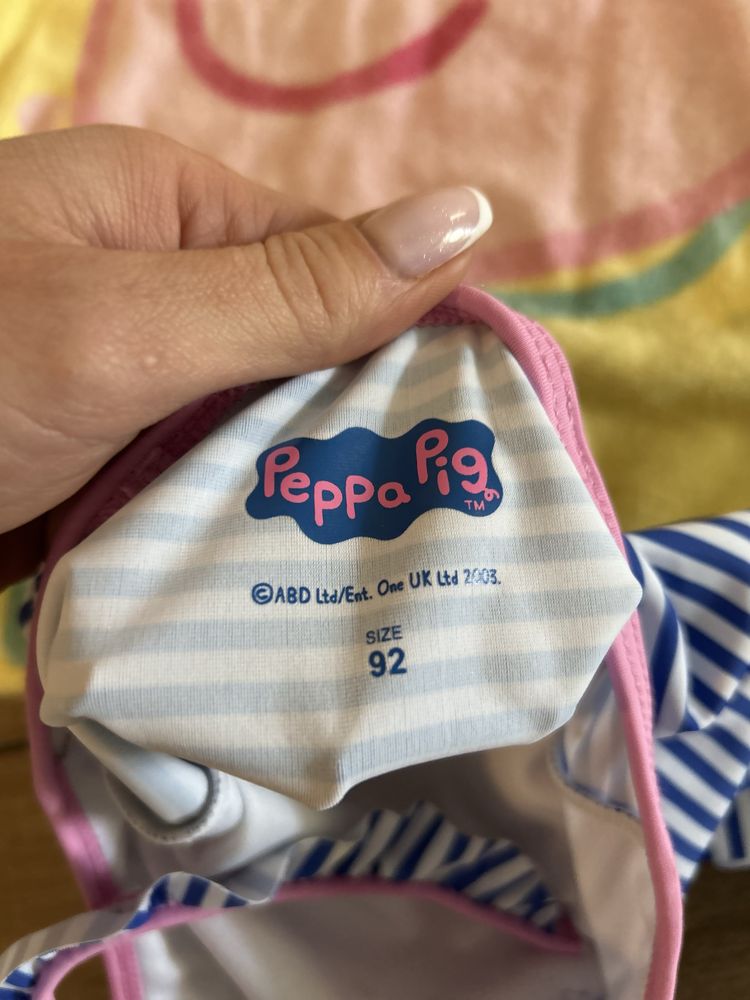 Peppa Pig
TM
©ABD Ltd/Ent. One UK Ltd 2003.
SIZE
92